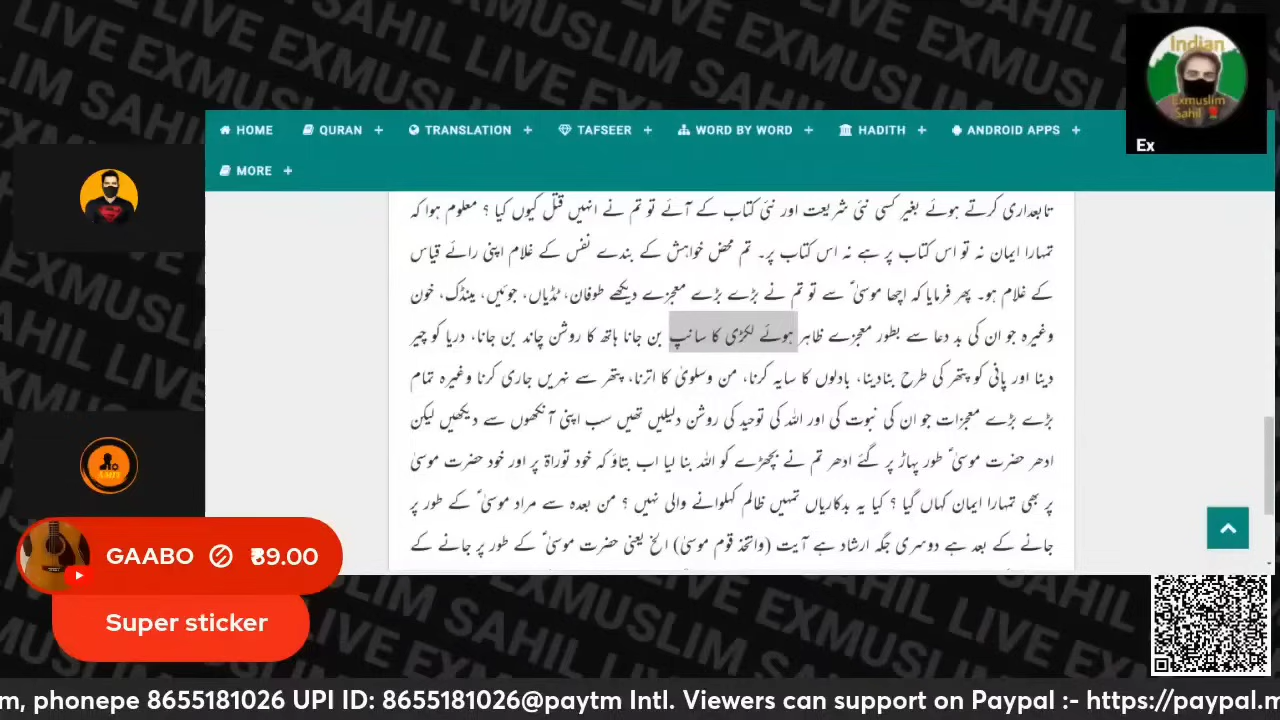 Indian
Exmuslim
Sahil
Ex
HOME QURAN + TRANSLATION + TAFSEER + WORD BY WORD + HADITH + ANDROID APPS +
MORE +
تابعداری کرتے ہوئے بغیر کسی نئی شریعت اور نئی کتاب کے آئے تو تم نے انہیں قتل کیوں کیا ؟ معلوم ہوا کہ
تمہارا ایمان نہ تو اس کتاب پر ہے نہ اس کتاب پر۔ تم محض خواہش کے بندے نفس کے غلام اپنی رائے قیاس
کے غلام ہو۔ پھر فرمایا کہ اچھا موسیٰ ؑ سے تو تم نے بڑے بڑے معجزے دیکھے طوفان، ٹڈیاں، جوئیں، مینڈک، خون
وغیرہ جو ان کی بد دعا سے بطور معجزے ظاہر ہوئے لکڑی کا سانپ بن جانا ہاتھ کا روشن چاند بن جانا، دریا کو چیر
دینا اور پانی کو پتھر کی طرح بنادینا، بادلوں کا سایہ کرنا، من وسلویٰ کا اترنا، پتھر سے نہریں جاری کرنا وغیرہ تمام
بڑے بڑے معجزات جو ان کی نبوت کی اور اللہ کی توحید کی روشن دلیلیں تھیں سب اپنی آنکھوں سے دیکھیں لیکن
ادھر حضرت موسیٰ ؑ طور پہاڑ پر گئے ادھر تم نے بچھڑے کو اللہ بنا لیا اب بتاؤ کہ خود توراۃ پر اور خود حضرت موسیٰ
پر بھی تمہارا ایمان کہاں گیا ؟ کیا یہ بدکاریاں تمہیں ظالم کہلوانے والی نہیں ؟ من بعدہ سے مراد موسیٰ ؑ کے طور پر
جانے کے بعد ہے دوسری جگہ ارشاد ہے آیت (واتخذ قوم موسیٰ) الخ یعنی حضرت موسیٰ ؑ کے طور پر جانے کے
GAABO
Super sticker
m, phonepe 8655181026 UPI ID: 8655181026@paytm Intl. Viewers can support on Paypal :- https://paypal.m